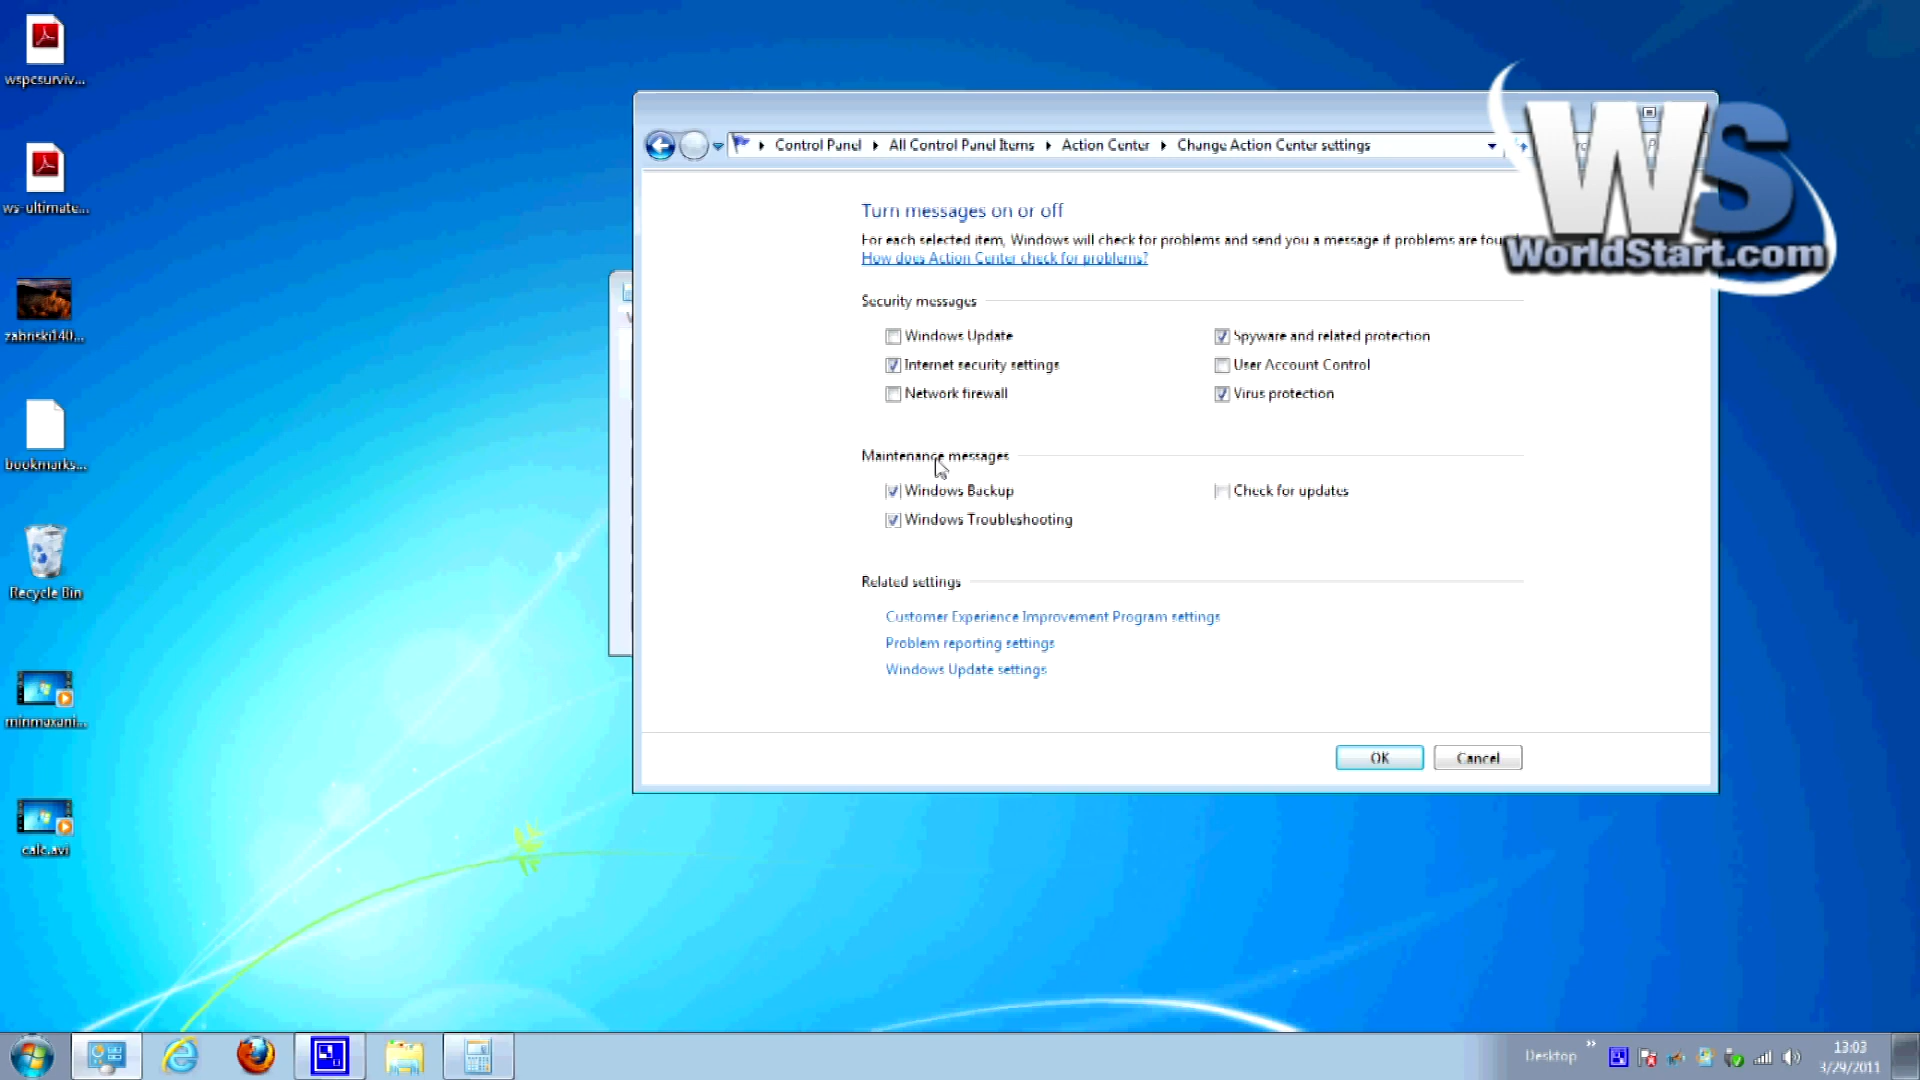 wspcsurviv...
ws-ultimate...
zabriski140...
bookmarks...
Recycle Bin
minmaxani...
calc.avi
Control Panel
All Control Panel Items
Action Center
Change Action Center settings
WS
WorldStart.com
Turn messages on or off
For each selected item, Windows will check for problems and send you a message if problems are fou
How does Action Center check for problems?
Security messages
Windows Update
Spyware and related protection
Internet security settings
User Account Control
Network firewall
Virus protection
Maintenance messages
Windows Backup
Check for updates
Windows Troubleshooting
Related settings
Customer Experience Improvement Program settings
Problem reporting settings
Windows Update settings
OK
Cancel
Desktop
13:03
3/29/2011